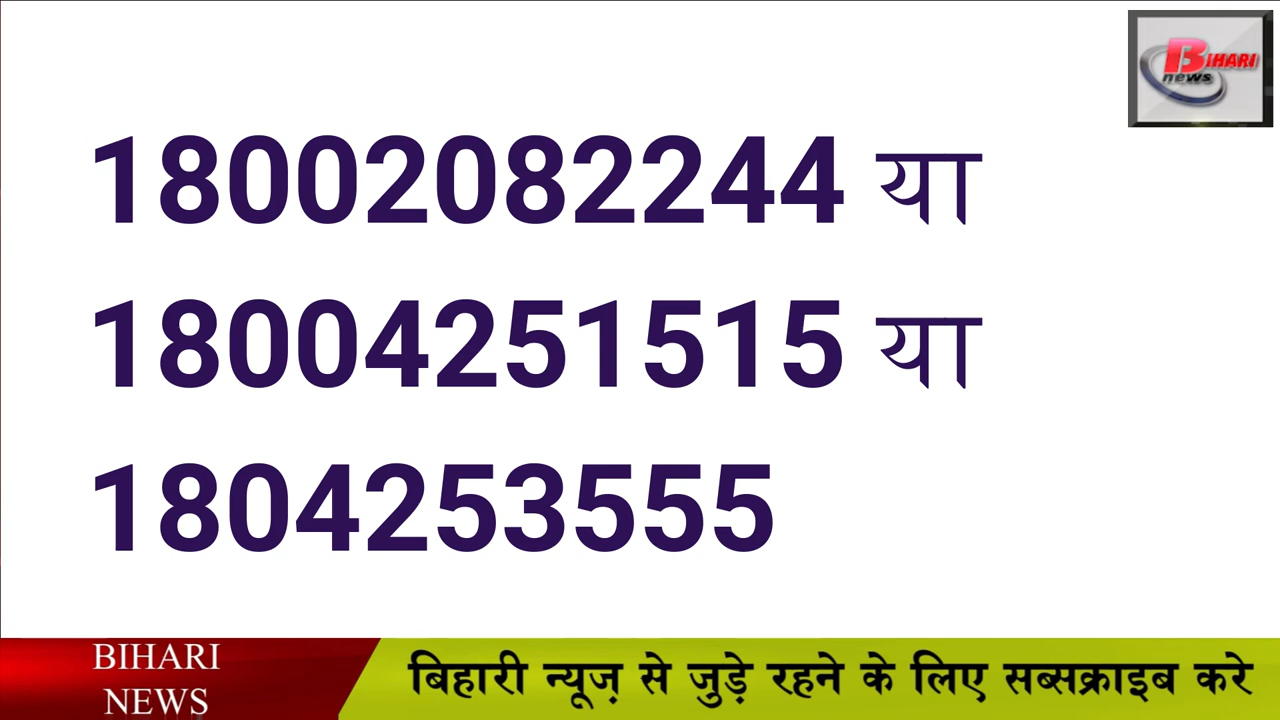 BIHARI
news
18002082244 या
18004251515 या
1804253555
BIHARI
NEWS
बिहारी न्यूज़ से जुड़े रहने के लिए सब्सक्राइब करे